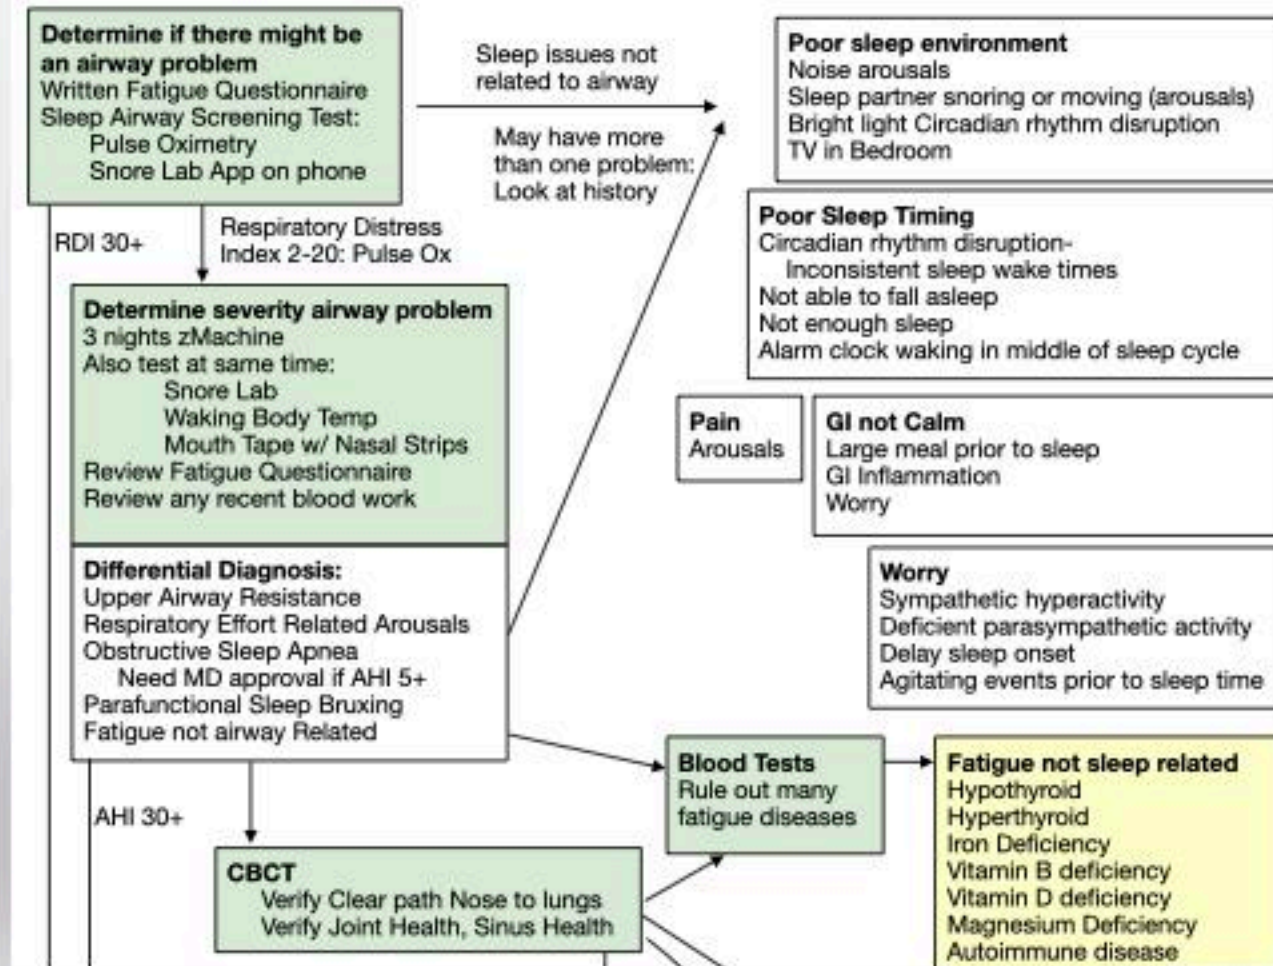 Determine if there might be
an airway problem
Written Fatigue Questionnaire
Sleep Airway Screening Test:
Pulse Oximetry
Snore Lab App on phone
Sleep issues not
related to airway
May have more
than one problem:
Look at history
Poor sleep environment
Noise arousals
Sleep partner snoring or moving (arousals)
Bright light Circadian rhythm disruption
TV in Bedroom
RDI 30+
Respiratory Distress
Index 2-20: Pulse Ox
Poor Sleep Timing
Circadian rhythm disruption-
Inconsistent sleep wake times
Not able to fall asleep
Not enough sleep
Alarm clock waking in middle of sleep cycle
Determine severity airway problem
3 nights zMachine
Also test at same time:
Snore Lab
Waking Body Temp
Mouth Tape w/ Nasal Strips
Review Fatigue Questionnaire
Review any recent blood work
Pain
Arousals
GI not Calm
Large meal prior to sleep
GI Inflammation
Worry
Differential Diagnosis:
Upper Airway Resistance
Respiratory Effort Related Arousals
Obstructive Sleep Apnea
Need MD approval if AHI 5+
Parafunctional Sleep Bruxing
Fatigue not airway Related
Worry
Sympathetic hyperactivity
Deficient parasympathetic activity
Delay sleep onset
Agitating events prior to sleep time
Blood Tests
Rule out many
fatigue diseases
Fatigue not sleep related
Hypothyroid
Hyperthyroid
Iron Deficiency
Vitamin B deficiency
Vitamin D deficiency
Magnesium Deficiency
Autoimmune disease
AHI 30+
CBCT
Verify Clear path Nose to lungs
Verify Joint Health, Sinus Health